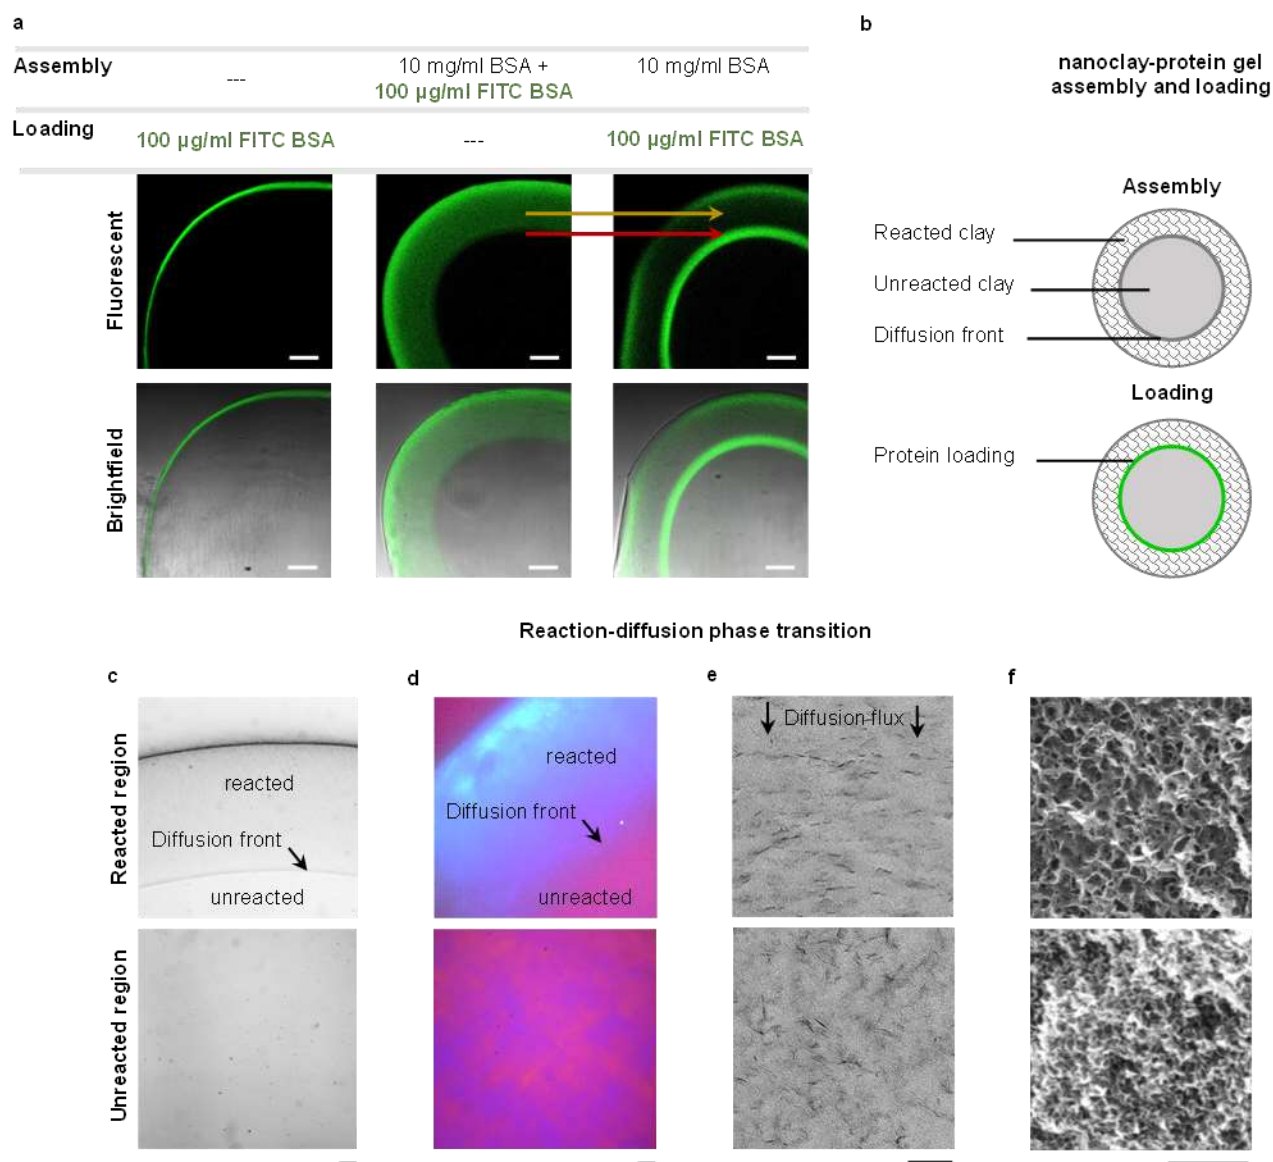 a
Assembly
---
10 mg/ml BSA +
100 µg/ml FITC BSA
10 mg/ml BSA
Loading
100 µg/ml FITC BSA
---
100 µg/ml FITC BSA
Fluorescent
Brightfield
b
nanoclay-protein gel
assembly and loading
Assembly
Reacted clay
Unreacted clay
Diffusion front
Loading
Protein loading
Reaction-diffusion phase transition
c
d
e
f
Reacted region
reacted
Diffusion front
unreacted
reacted
Diffusion front
unreacted
Diffusion-flux
Unreacted region